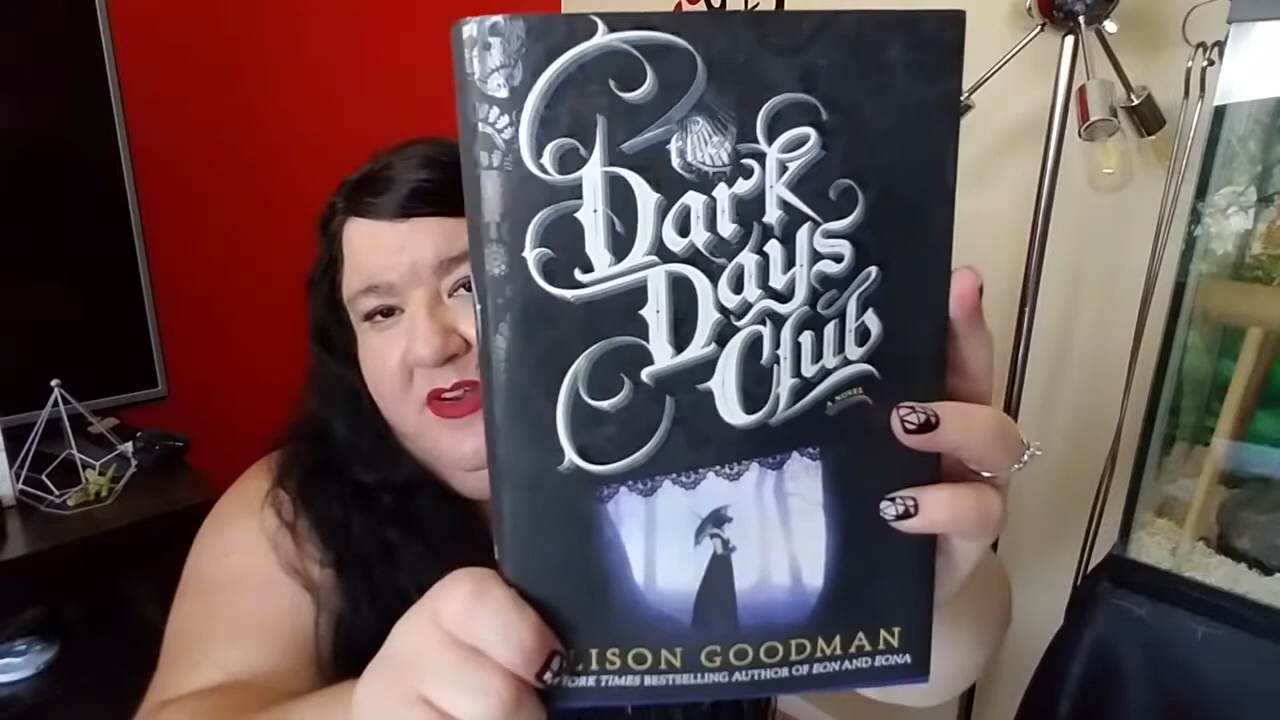 the
Dark
Days
Club
A NOVEL
LISON GOODMAN
YORK TIMES BESTSELLING AUTHOR OF EON AND EONA